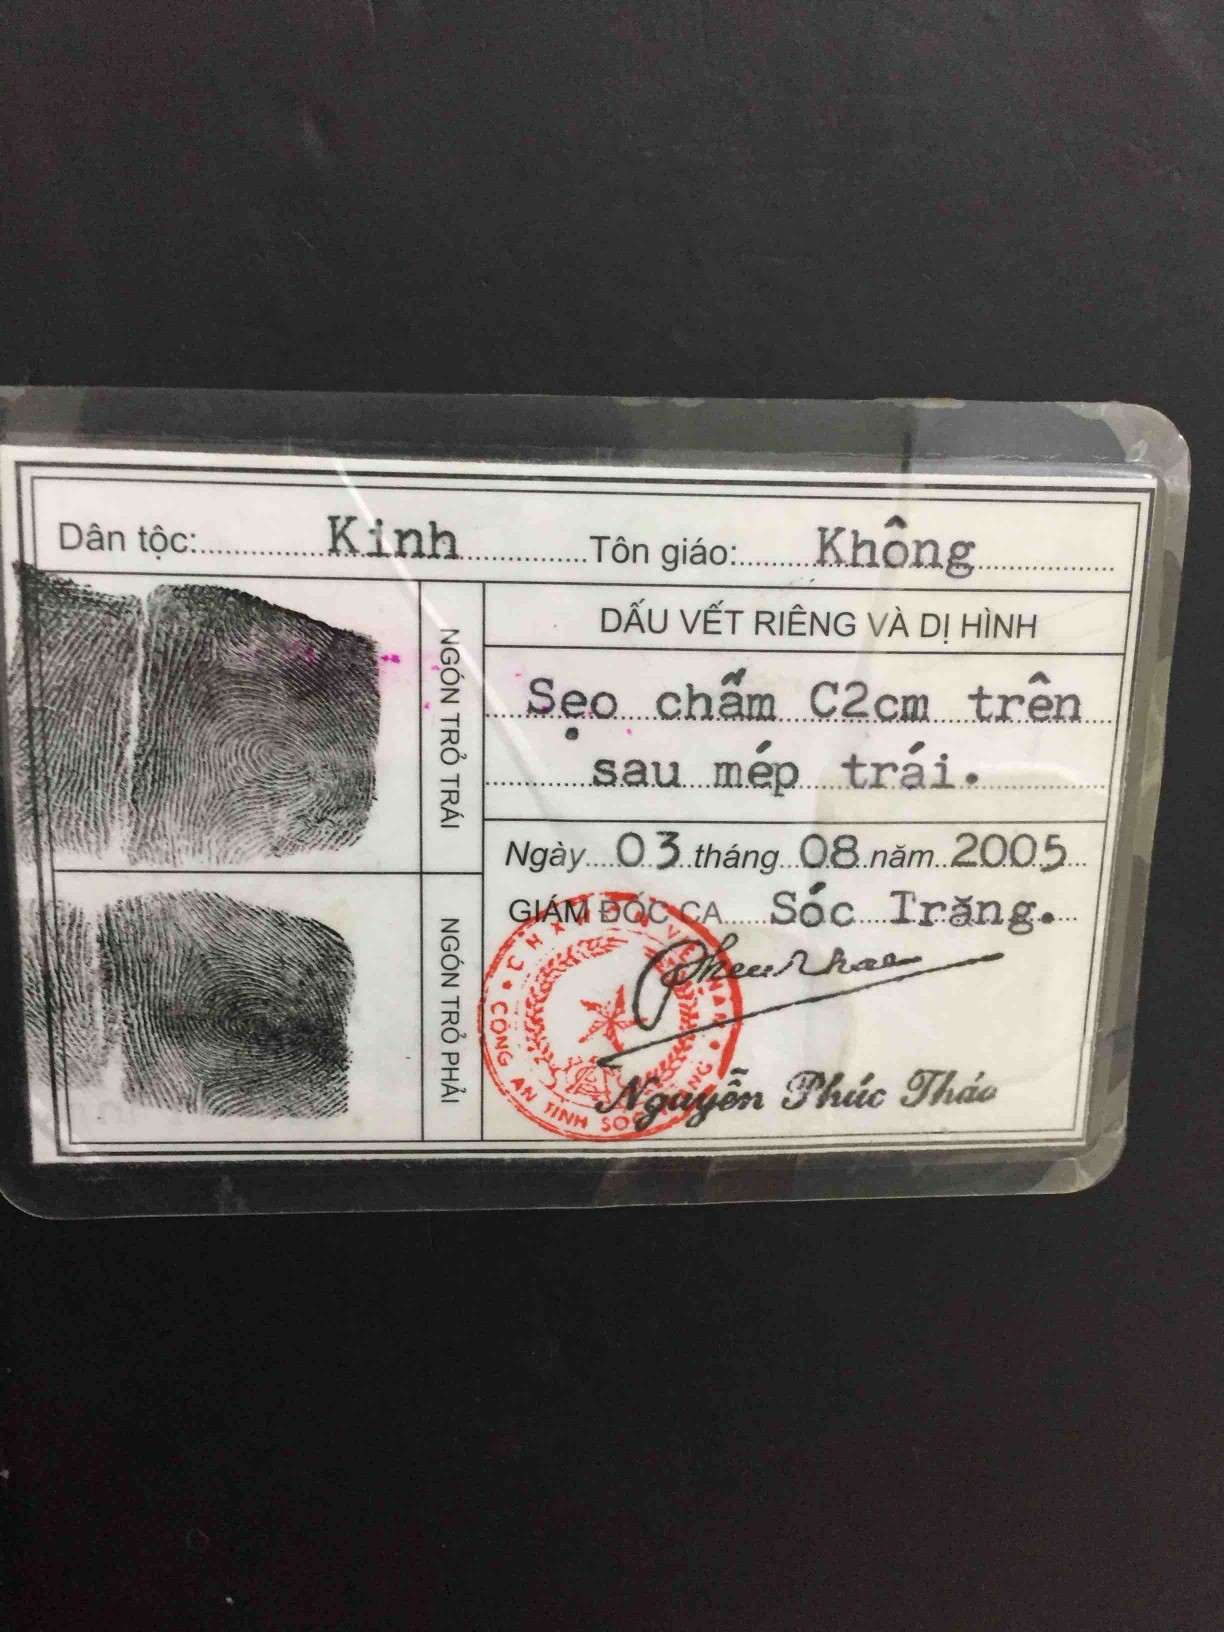 Dân tộc: Kinh Tôn giáo: Không
NGÓN TRỎ TRÁI
DẤU VẾT RIÊNG VÀ DỊ HÌNH
Sẹo chấm C2cm trên
sau mép trái.
Ngày 03 tháng 08 năm 2005
GIÁM ĐỐC CA Sóc Trăng.
NGÓN TRỎ PHẢI
CÔNG AN TỈNH SÓC TRĂNG
Nguyễn Phúc Thảo